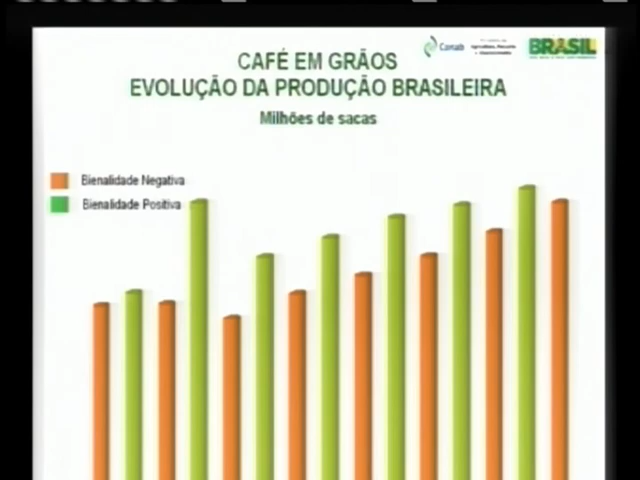 Conab
BRASIL
CAFÉ EM GRÃOS
EVOLUÇÃO DA PRODUÇÃO BRASILEIRA
Milhões de sacas
Bienalidade Negativa
Bienalidade Positiva